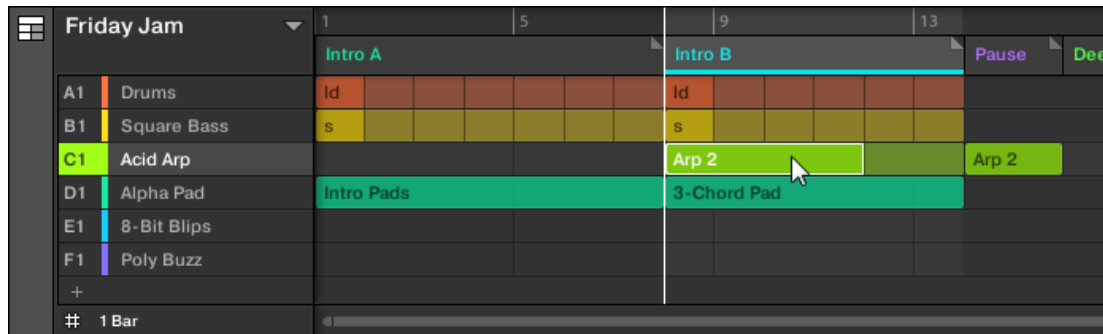 Friday Jam 1 5 9 13
Intro A Intro B Pause Dee
A1 Drums Id Id
B1 Square Bass s s
C1 Acid Arp Arp 2 Arp 2
D1 Alpha Pad Intro Pads 3-Chord Pad
E1 8-Bit Blips
F1 Poly Buzz
+
# 1 Bar